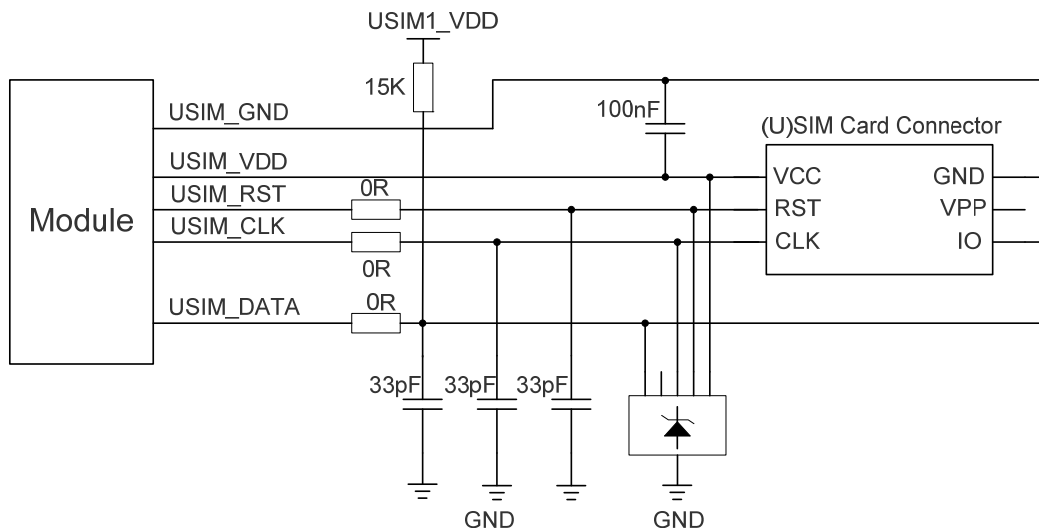 USIM1_VDD
15K
USIM_GND
100nF
(U)SIM Card Connector
USIM_VDD
VCC
GND
USIM_RST
0R
RST
VPP
Module
USIM_CLK
CLK
IO
0R
USIM_DATA
0R
33pF
33pF
33pF
GND
GND